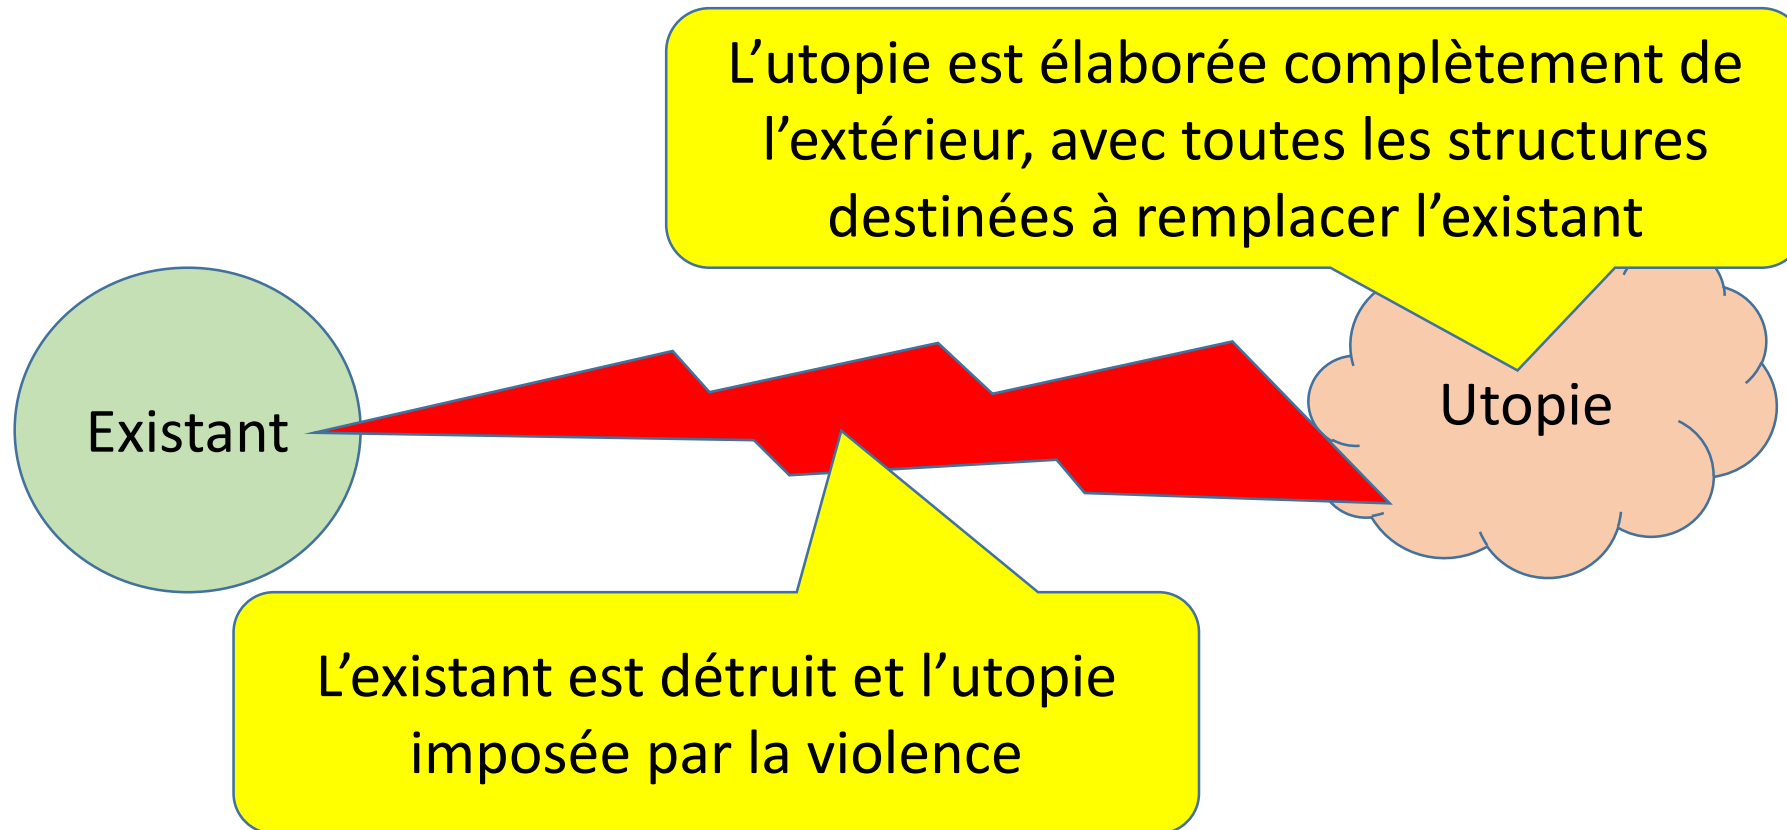 L’utopie est élaborée complètement de
l’extérieur, avec toutes les structures
destinées à remplacer l’existant
Existant
Utopie
L’existant est détruit et l’utopie
imposée par la violence